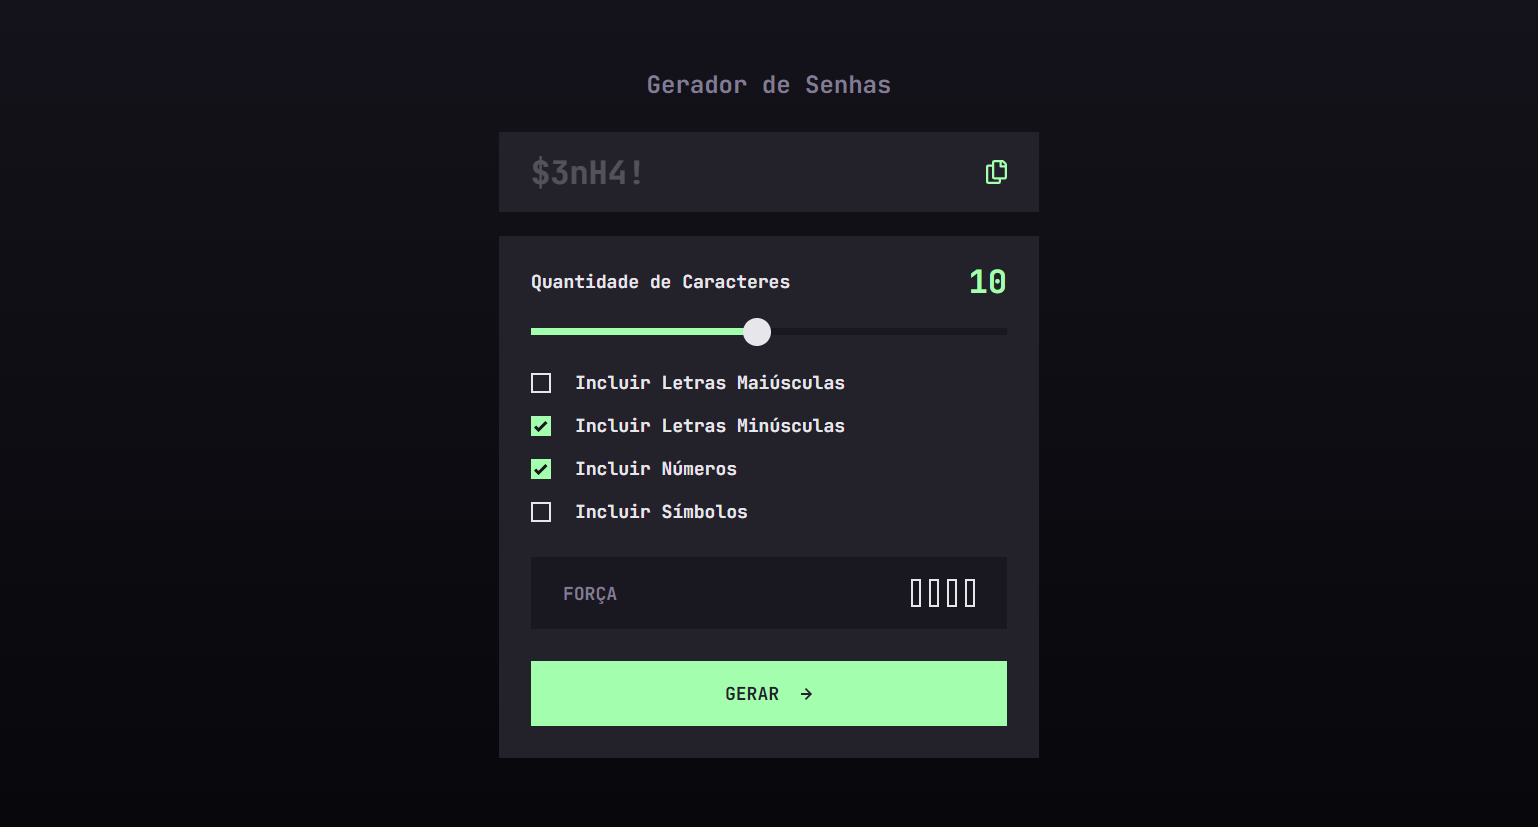 Gerador de Senhas
$3nH4!
Quantidade de Caracteres 10
Incluir Letras Maiúsculas
Incluir Letras Minúsculas
Incluir Números
Incluir Símbolos
FORÇA
GERAR →